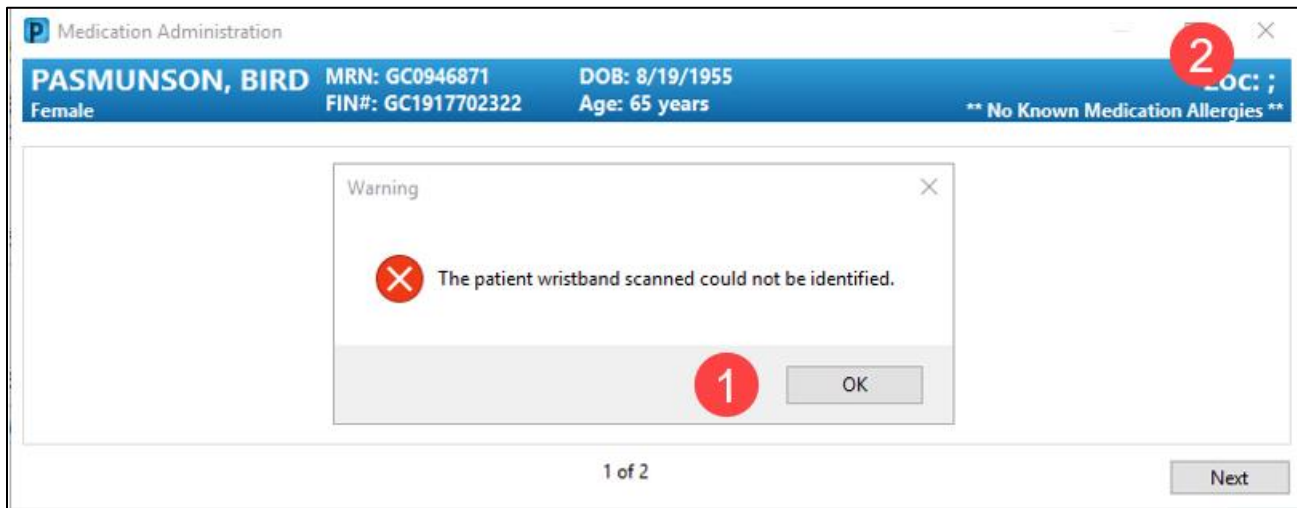 P Medication Administration
2
PASMUNSON, BIRD MRN: GC0946871 DOB: 8/19/1955 Loc: ;
Female FIN#: GC1917702322 Age: 65 years ** No Known Medication Allergies **
Warning
The patient wristband scanned could not be identified.
1 OK
1 of 2 Next